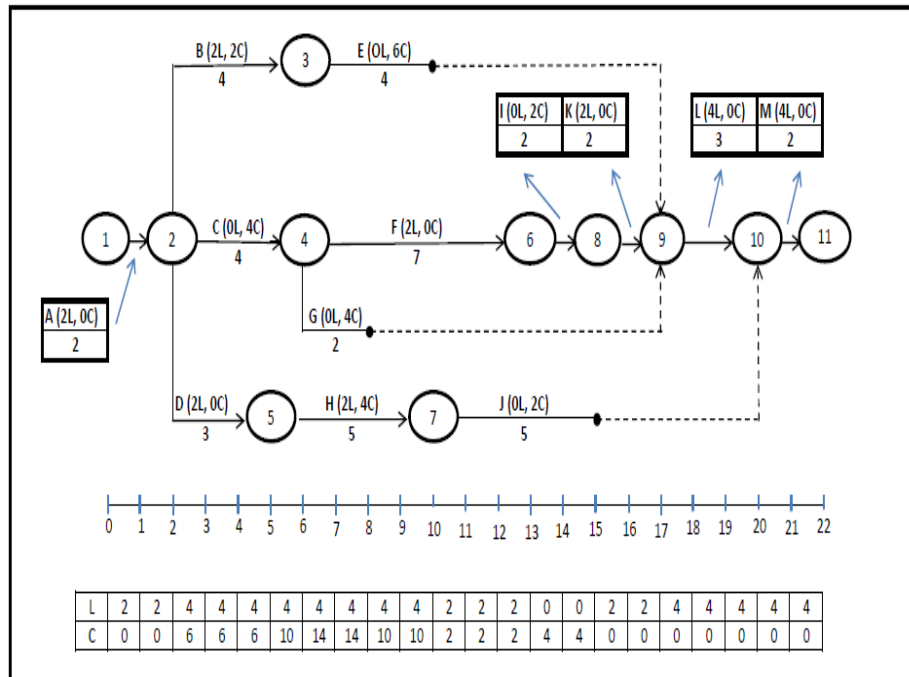 B (2L, 2C)
4
3
E (0L, 6C)
4
I (0L, 2C) K (2L, 0C)
2 2
L (4L, 0C) M (4L, 0C)
3 2
1
2
C (0L, 4C)
4
4
F (2L, 0C)
7
6
8
9
10
11
A (2L, 0C)
2
G (0L, 4C)
2
D (2L, 0C)
3
5
H (2L, 4C)
5
7
J (0L, 2C)
5
0 1 2 3 4 5 6 7 8 9 10 11 12 13 14 15 16 17 18 19 20 21 22
L 2 2 4 4 4 4 4 4 4 4 2 2 2 0 0 2 2 4 4 4 4 4
C 0 0 6 6 6 10 14 14 10 10 2 2 2 4 4 0 0 0 0 0 0 0